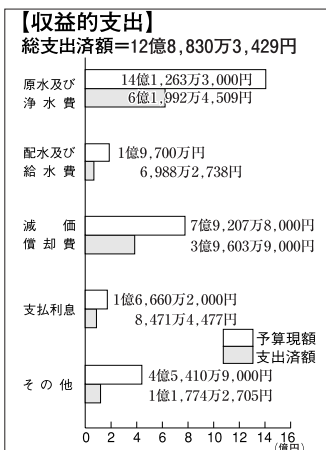 【収益的支出】
総支出済額＝12億8,830万3,429円
原水及び
浄水費
14億1,263万3,000円
6億1,992万4,509円
配水及び
給水費
1億9,700万円
6,988万2,738円
減価
償却費
7億9,207万8,000円
3億9,603万9,000円
支払利息
1億6,660万2,000円
8,471万4,477円
予算現額
支出済額
その他
4億5,410万9,000円
1億1,774万2,705円
0 2 4 6 8 10 12 14 16
(億円)